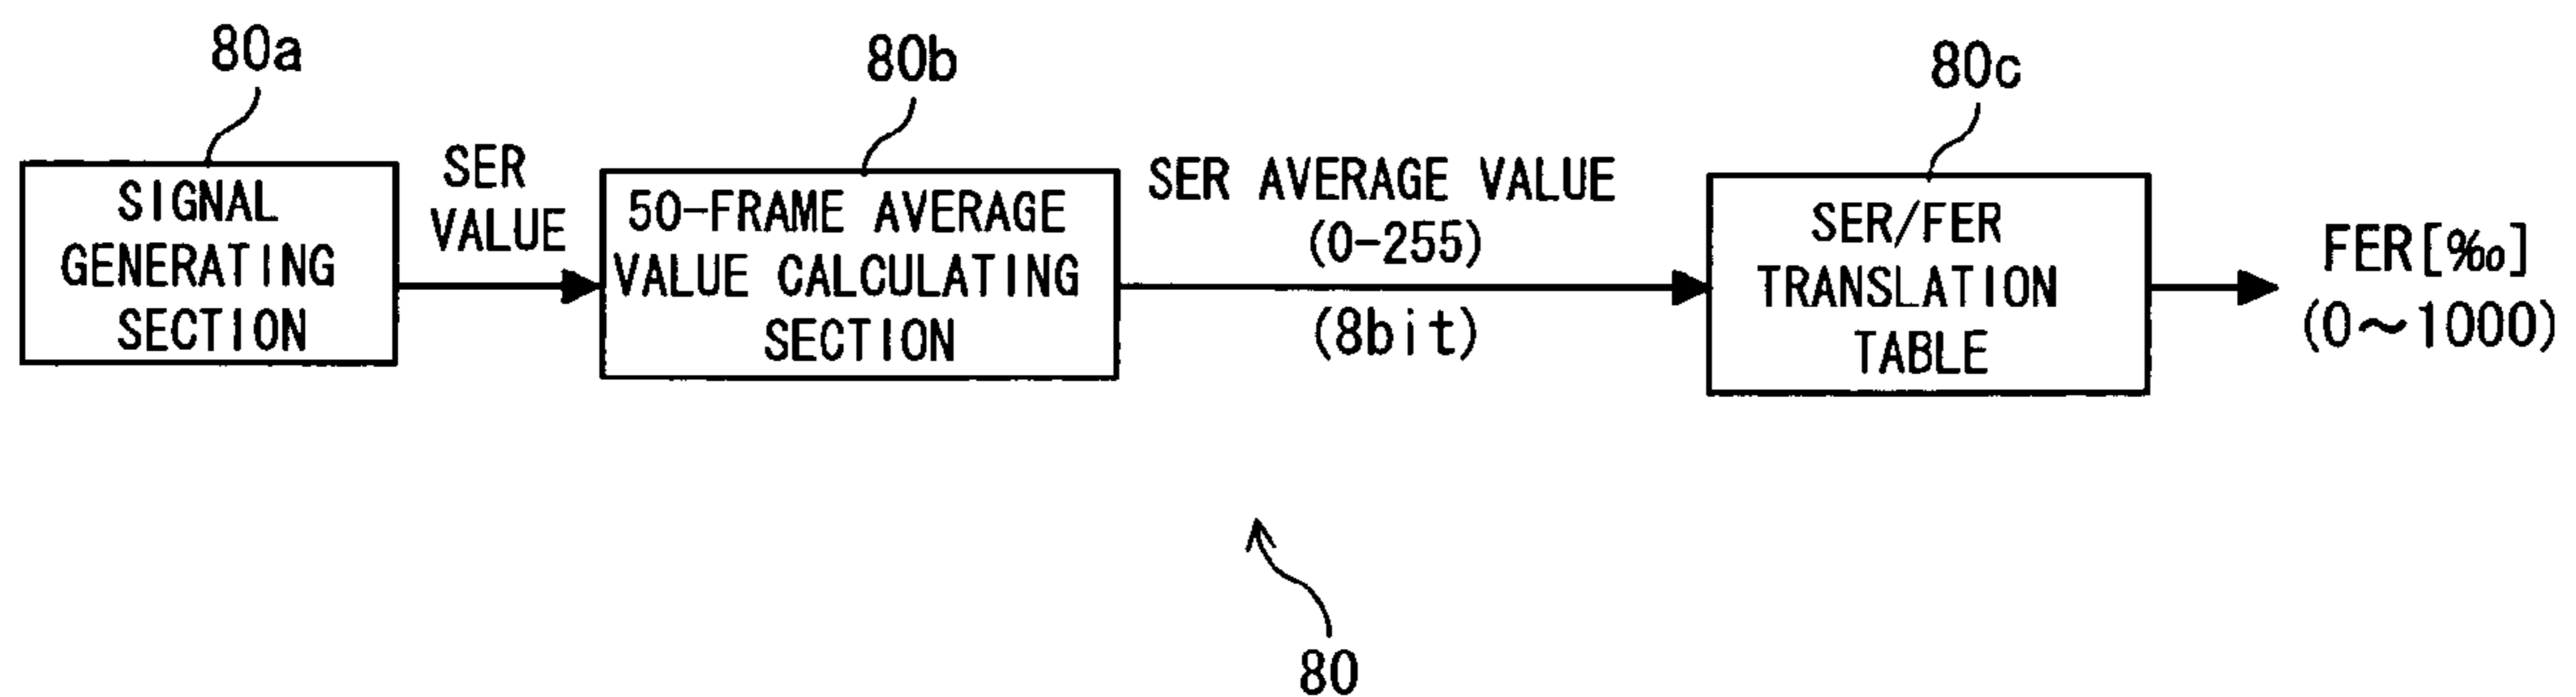 80a
80b
80c
SIGNAL
GENERATING
SECTION
SER
VALUE
50-FRAME AVERAGE
VALUE CALCULATING
SECTION
SER AVERAGE VALUE
(0-255)
(8bit)
SER/FER
TRANSLATION
TABLE
FER[‰]
(0～1000)
80